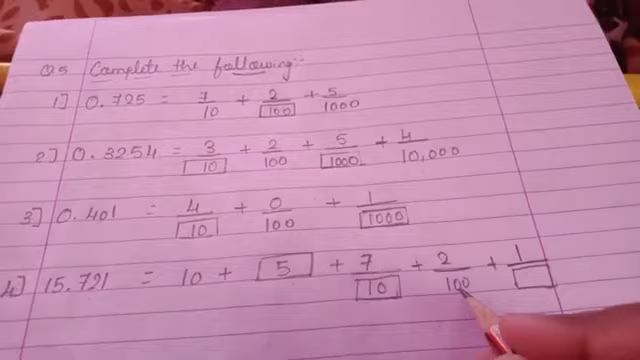 Q5 Complete the following:-
1] 0.725 = 7/10 + 2/100 + 5/1000
2] 0.3254 = 3/10 + 2/100 + 5/1000 + 4/10,000
3] 0.401 = 4/10 + 0/100 + 1/1000
4] 15.721 = 10 + 5 + 7/10 + 2/100 + 1/